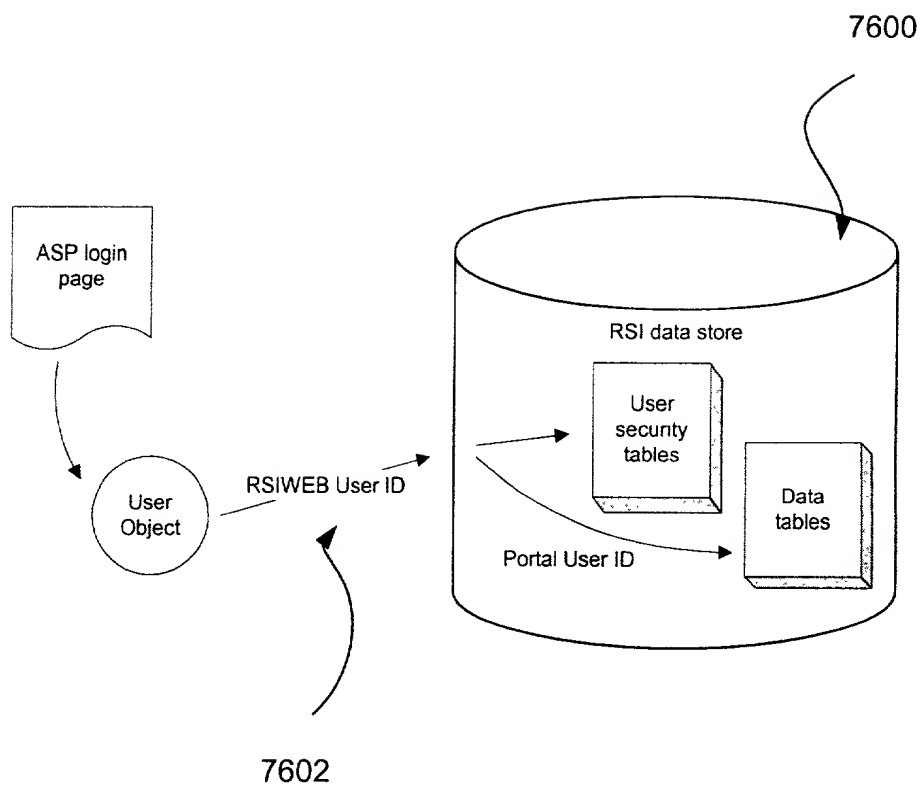 7600
ASP login
page
RSI data store
User
security
tables
RSIWEB User ID
User
Object
Data
tables
Portal User ID
7602